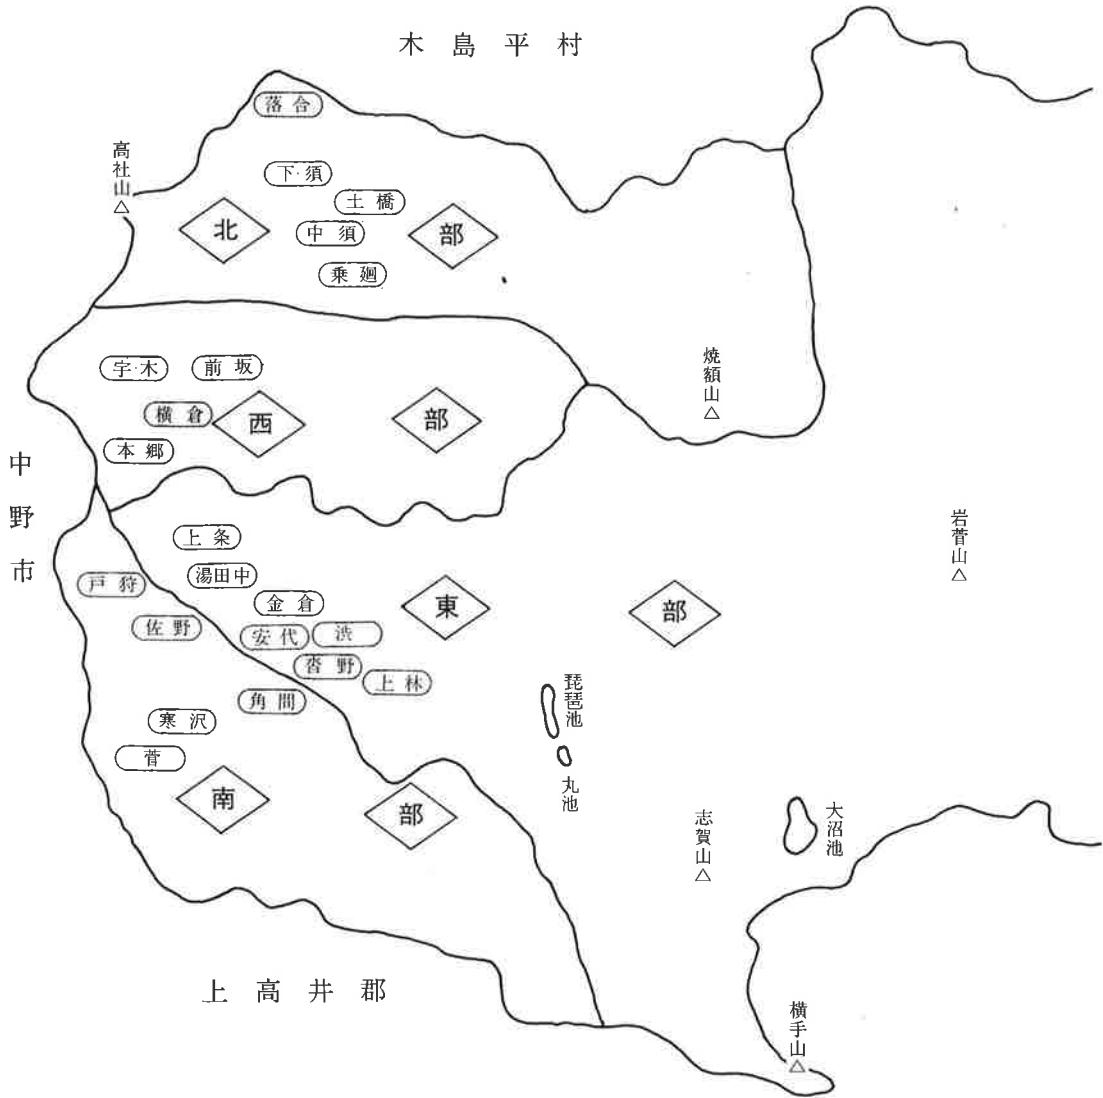 木島平村
落合
高社山△
下・須
土橋
北部
中須
乗廻
宇・木
前坂
焼額山△
横倉
西部
本郷
中野市
上条
岩菅山△
湯田中
戸狩
金倉
東部
佐野
安代
渋
沓野
上林
角間
琵琶池
寒沢
菅
丸池
南部
志賀山△
大沼池
上高井郡
横手山△